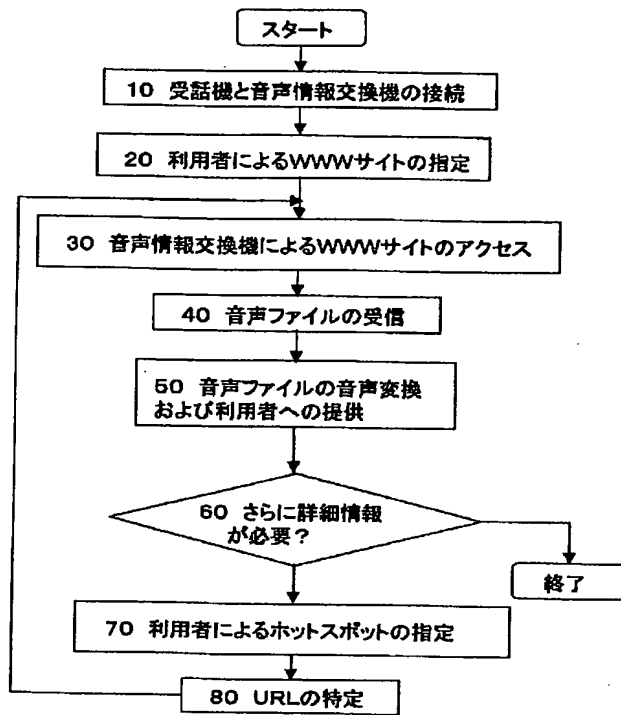 スタート
10 受話機と音声情報交換機の接続
20 利用者によるWWWサイトの指定
30 音声情報交換機によるWWWサイトのアクセス
40 音声ファイルの受信
50 音声ファイルの音声変換
および利用者への提供
60 さらに詳細情報
が必要？
終了
70 利用者によるホットスポットの指定
80 URLの特定